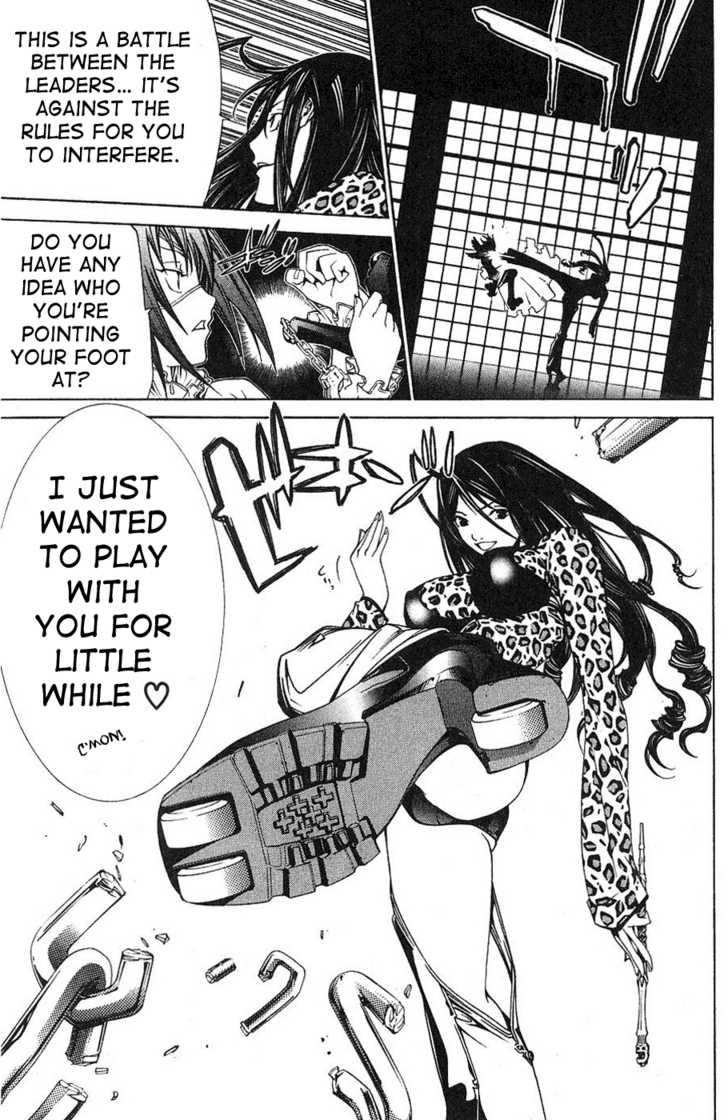 THIS IS A BATTLE
BETWEEN THE
LEADERS... IT'S
AGAINST THE
RULES FOR YOU
TO INTERFERE.
DO YOU
HAVE ANY
IDEA WHO
YOU'RE
POINTING
YOUR FOOT
AT?
I JUST
WANTED
TO PLAY
WITH
YOU FOR
LITTLE
WHILE ♡
C'MON!